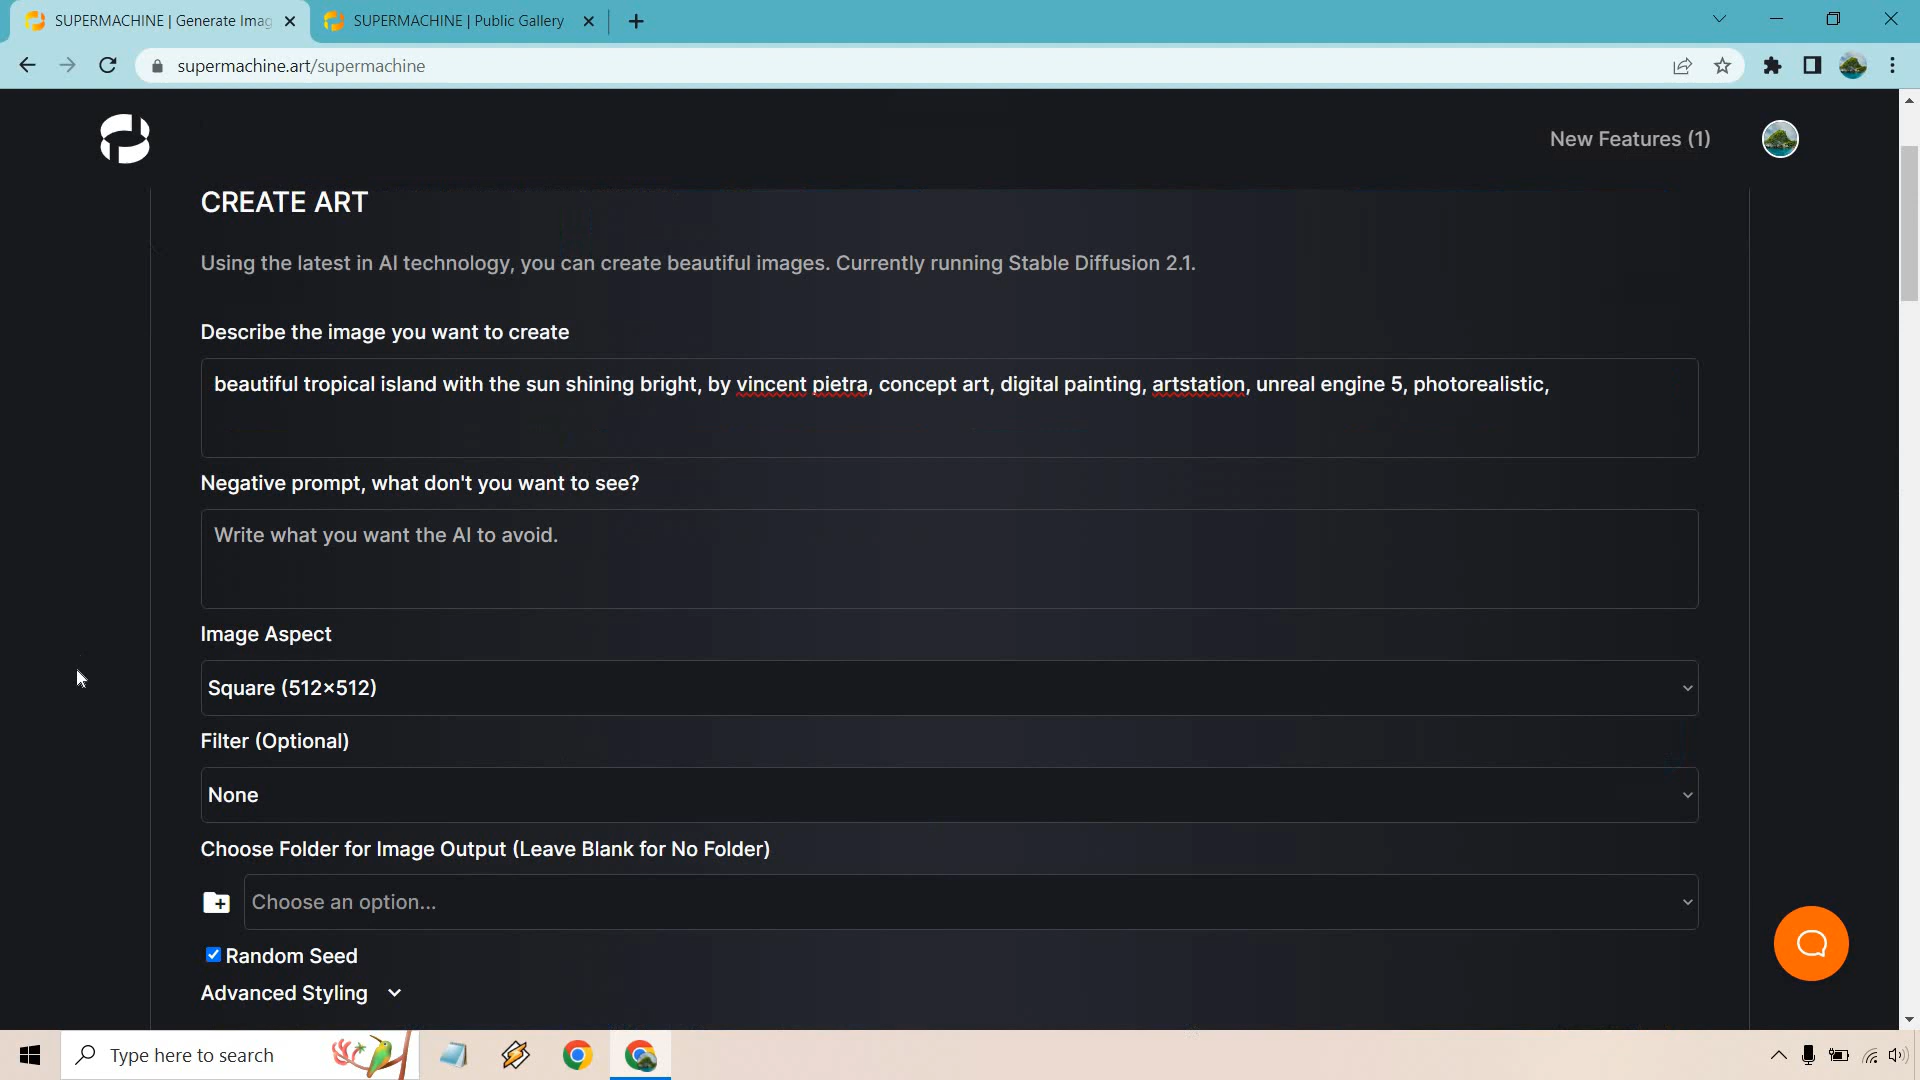 SUPERMACHINE | Generate Imag
SUPERMACHINE | Public Gallery
supermachine.art/supermachine
New Features (1)
CREATE ART
Using the latest in AI technology, you can create beautiful images. Currently running Stable Diffusion 2.1.
Describe the image you want to create
beautiful tropical island with the sun shining bright, by vincent pietra, concept art, digital painting, artstation, unreal engine 5, photorealistic,
Negative prompt, what don't you want to see?
Write what you want the AI to avoid.
Image Aspect
Square (512×512)
Filter (Optional)
None
Choose Folder for Image Output (Leave Blank for No Folder)
Choose an option...
Random Seed
Advanced Styling
Type here to search